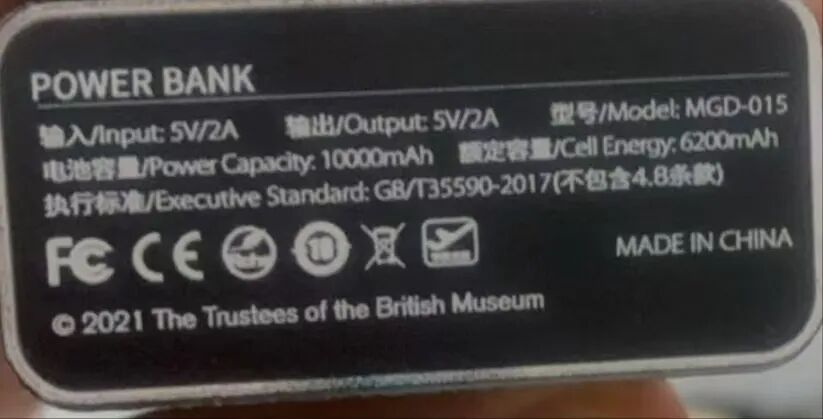 POWER BANK
输入/Input: 5V/2A 输出/Output: 5V/2A 型号/Model: MGD-015
电池容量/Power Capacity: 10000mAh 额定容量/Cell Energy: 6200mAh
执行标准/Executive Standard: GB/T35590-2017(不包含4.8条款)
FC CE 10 MADE IN CHINA
© 2021 The Trustees of the British Museum